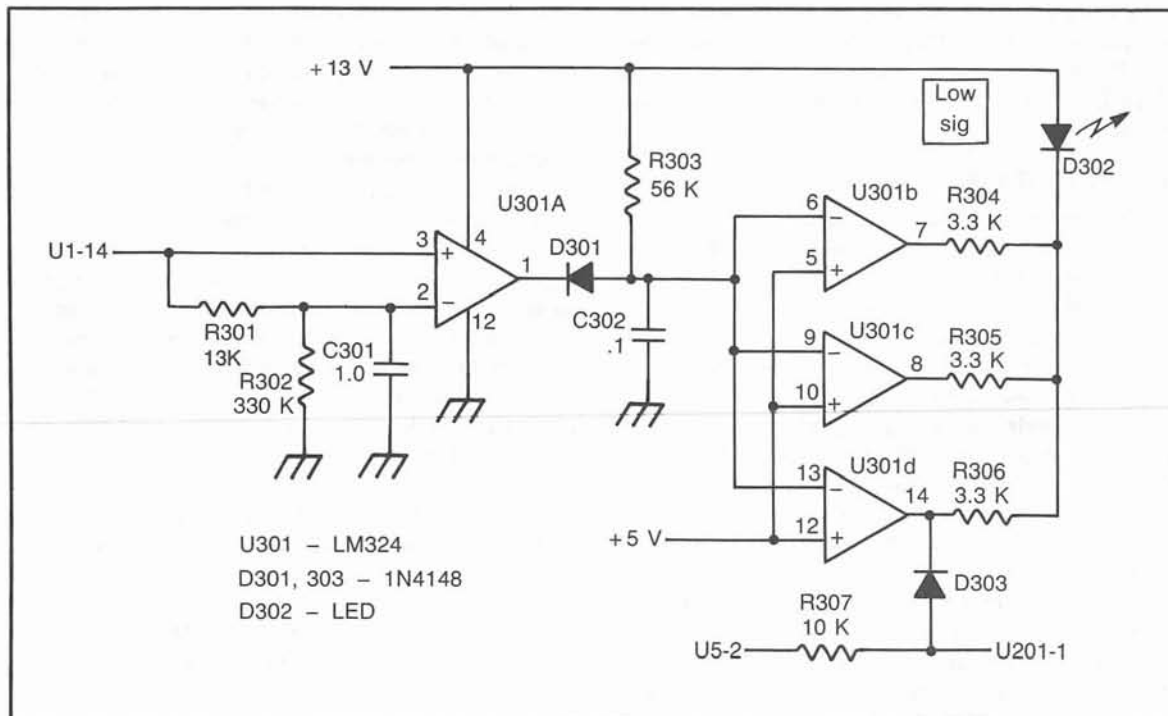 +13 V
Low
sig
D302
R303
56 K
U301A
U301b
R304
3.3 K
6
−
7
5
+
U1-14
3
+
4
D301
1
2
−
12
R301
13K
C301
1.0
R302
330 K
C302
.1
U301c
R305
3.3 K
9
−
8
10
+
U301d
R306
3.3 K
13
−
14
12
+
+5 V
D303
R307
10 K
U5-2
U201-1
U301 – LM324
D301, 303 – 1N4148
D302 – LED